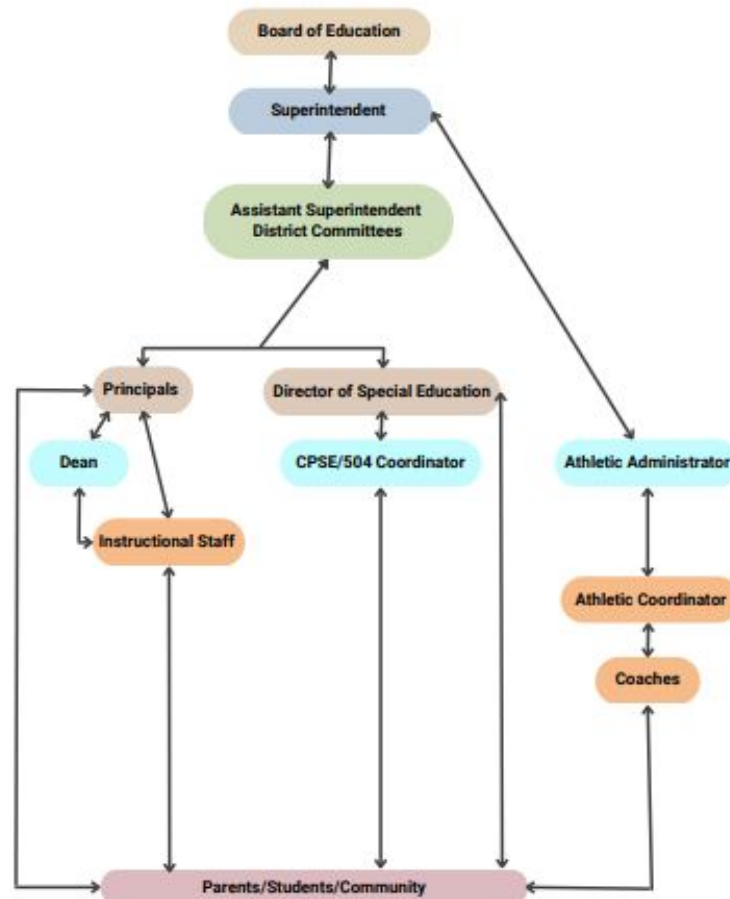 Board of Education
Superintendent
Assistant Superintendent
District Committees
Principals
Director of Special Education
Dean
CPSE/504 Coordinator
Athletic Administrator
Instructional Staff
Athletic Coordinator
Coaches
Parents/Students/Community